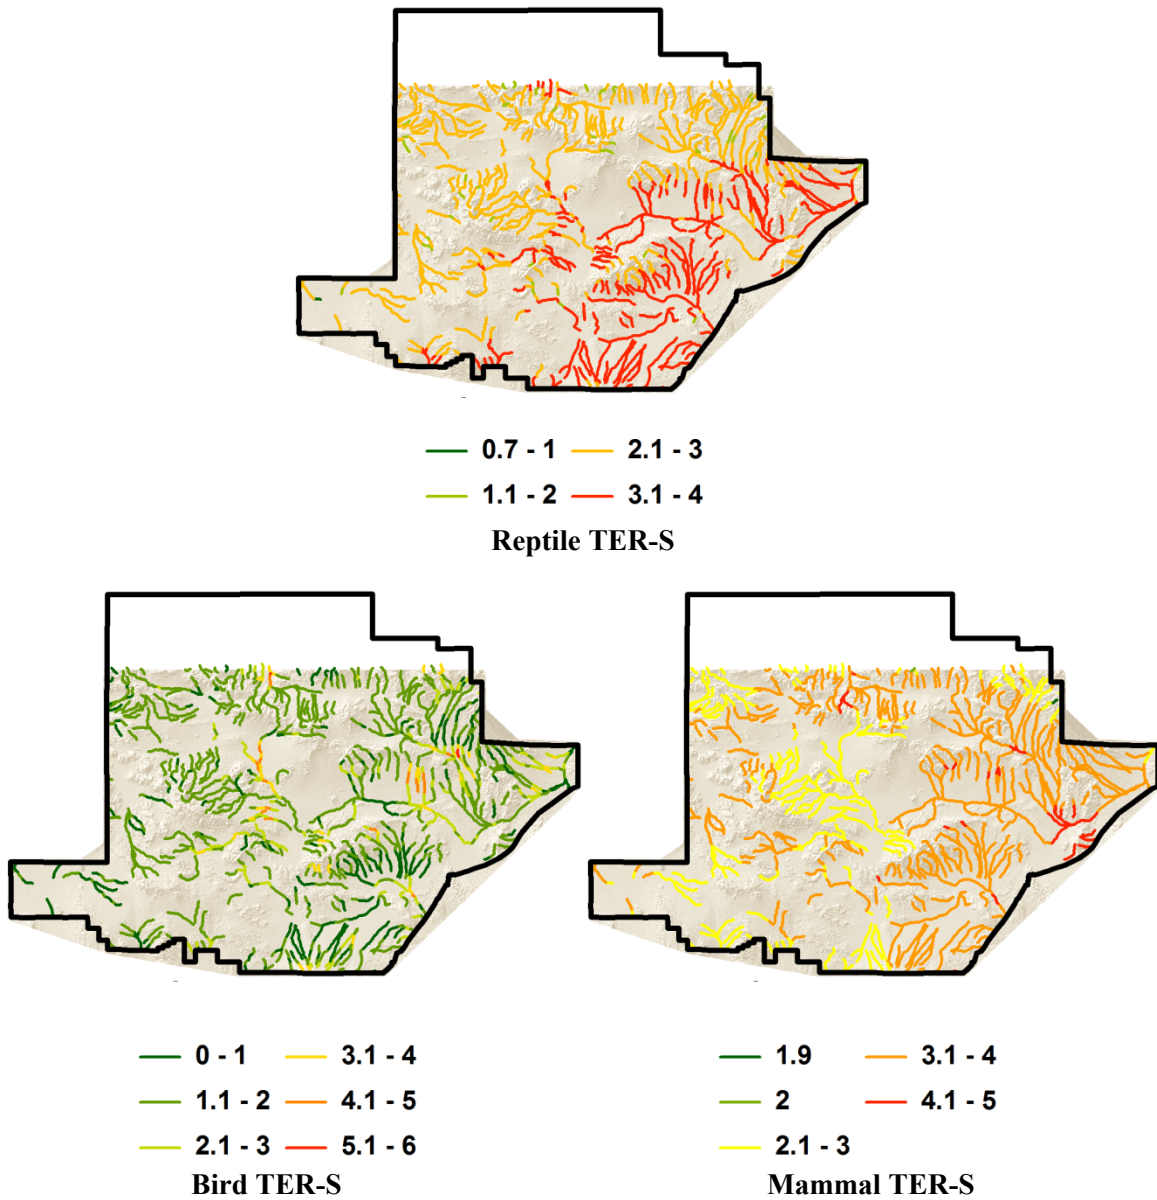 0.7 - 1 2.1 - 3
1.1 - 2 3.1 - 4
Reptile TER-S
0 - 1 3.1 - 4
1.1 - 2 4.1 - 5
2.1 - 3 5.1 - 6
Bird TER-S
1.9 3.1 - 4
2 4.1 - 5
2.1 - 3
Mammal TER-S